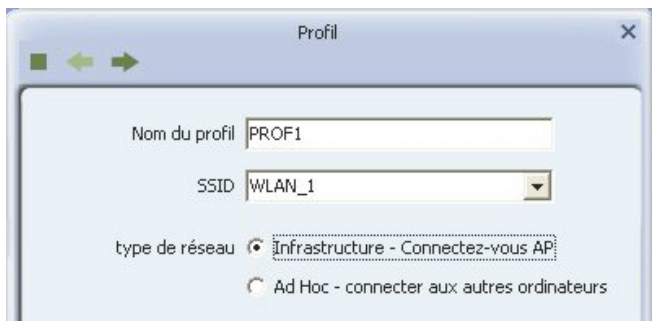 Profil
Nom du profil PROF1
SSID WLAN_1
type de réseau Infrastructure - Connectez-vous AP
Ad Hoc - connecter aux autres ordinateurs